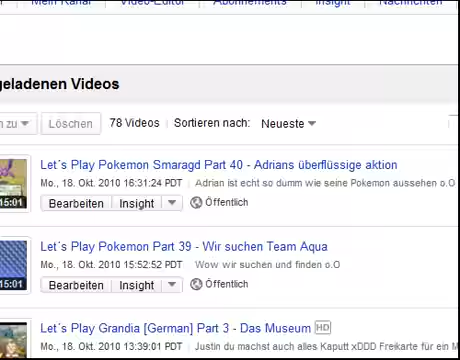 Mein Kanal Video-Editor Abonnements Insight Nachrichten
geladenen Videos
n zu Löschen 78 Videos Sortieren nach: Neueste
Let´s Play Pokemon Smaragd Part 40 - Adrians überflüssige aktion
Mo., 18. Okt. 2010 16:31:24 PDT Adrian ist echt so dumm wie seine Pokemon aussehen o.O
15:01 Bearbeiten Insight Öffentlich
Let´s Play Pokemon Part 39 - Wir suchen Team Aqua
Mo., 18. Okt. 2010 15:52:52 PDT Wow wir suchen und finden o.O
15:01 Bearbeiten Insight Öffentlich
Let´s Play Grandia [German] Part 3 - Das Museum HD
Mo., 18. Okt. 2010 13:39:01 PDT Justin du machst auch alles Kaputt xDDD Freikarte für ein M